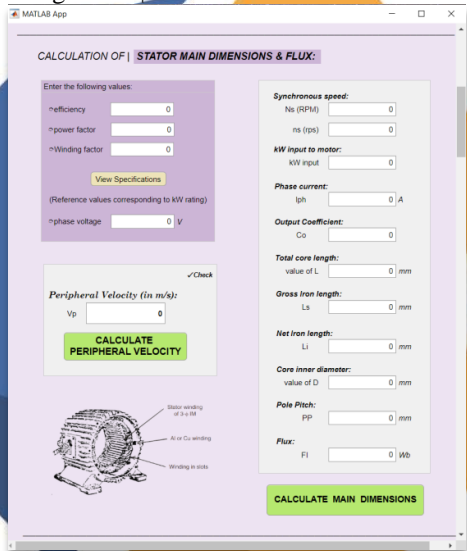 MATLAB App
CALCULATION OF | STATOR MAIN DIMENSIONS & FLUX:
Enter the following values:
efficiency 0
power factor 0
Winding factor 0
View Specifications
(Reference values corresponding to kW rating)
phase voltage 0 V
✓Check
Peripheral Velocity (in m/s):
Vp 0
CALCULATE
PERIPHERAL VELOCITY
Stator winding
of 3-φ IM
Al or Cu winding
Winding in slots
Synchronous speed:
Ns (RPM) 0
ns (rps) 0
kW input to motor:
kW input 0
Phase current:
Iph 0 A
Output Coefficient:
Co 0
Total core length:
value of L 0 mm
Gross Iron length:
Ls 0 mm
Net Iron length:
Li 0 mm
Core inner diameter:
value of D 0 mm
Pole Pitch:
PP 0 mm
Flux:
Fl 0 Wb
CALCULATE MAIN DIMENSIONS